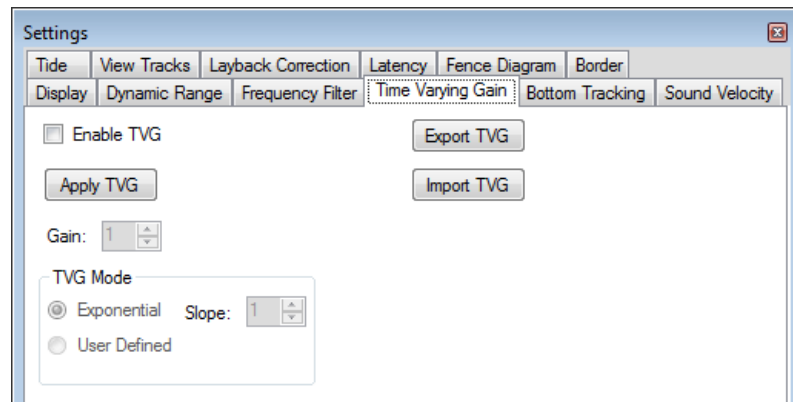 Settings
Tide View Tracks Layback Correction Latency Fence Diagram Border
Display Dynamic Range Frequency Filter Time Varying Gain Bottom Tracking Sound Velocity
Enable TVG Export TVG
Apply TVG Import TVG
Gain: 1
TVG Mode
Exponential Slope: 1
User Defined